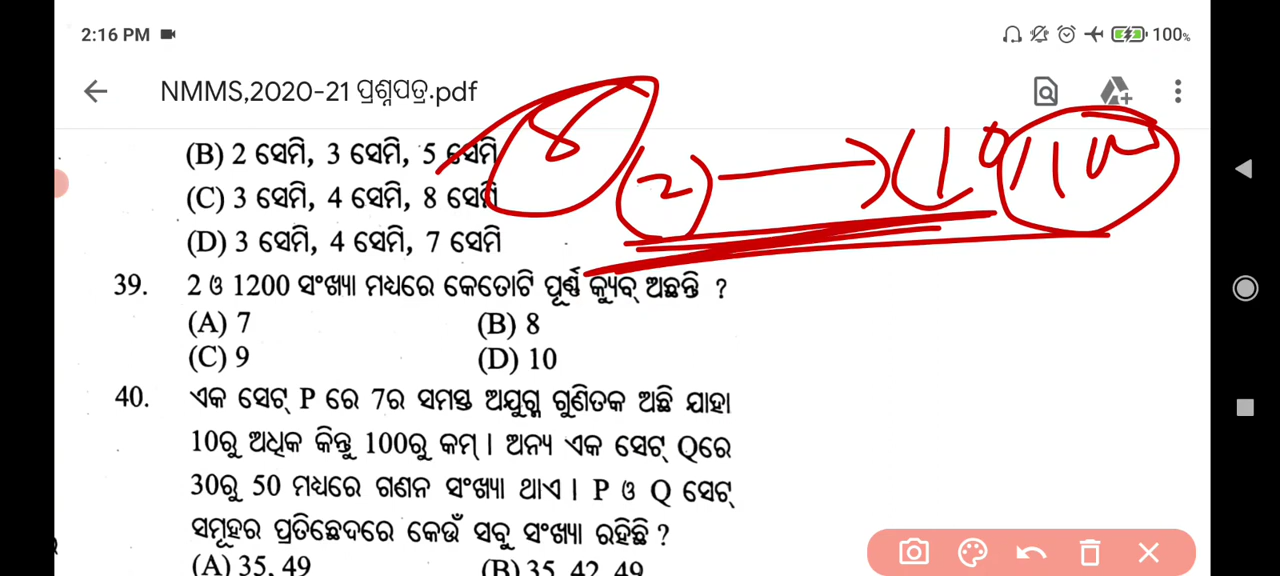 2:16 PM 100%
NMMS,2020-21 ପ୍ରଶ୍ନପତ୍ର.pdf
8
(B) 2 ସେମି, 3 ସେମି, 5 ସେମି
2
(C) 3 ସେମି, 4 ସେମି, 8 ସେମି
(D) 3 ସେମି, 4 ସେମି, 7 ସେମି
39. 2 ଓ 1200 ସଂଖ୍ୟା ମଧ୍ୟରେ କେତୋଟି ପୂର୍ଣ୍ଣ କ୍ୟୁବ୍ ଅଛନ୍ତି ?
(A) 7 (B) 8
(C) 9 (D) 10
40. ଏକ ସେଟ୍ P ରେ 7ର ସମସ୍ତ ଅଯୁଗ୍ମ ଗୁଣିତକ ଅଛି ଯାହା
10ରୁ ଅଧିକ କିନ୍ତୁ 100ରୁ କମ୍ । ଅନ୍ୟ ଏକ ସେଟ୍ Qରେ
30ରୁ 50 ମଧ୍ୟରେ ଗଣନ ସଂଖ୍ୟା ଥାଏ । P ଓ Q ସେଟ୍
ସମୂହର ପ୍ରତିଛେଦରେ କେଉଁ ସବୁ ସଂଖ୍ୟା ରହିଛି ?
(A) 35, 49 (B) 35, 42, 49